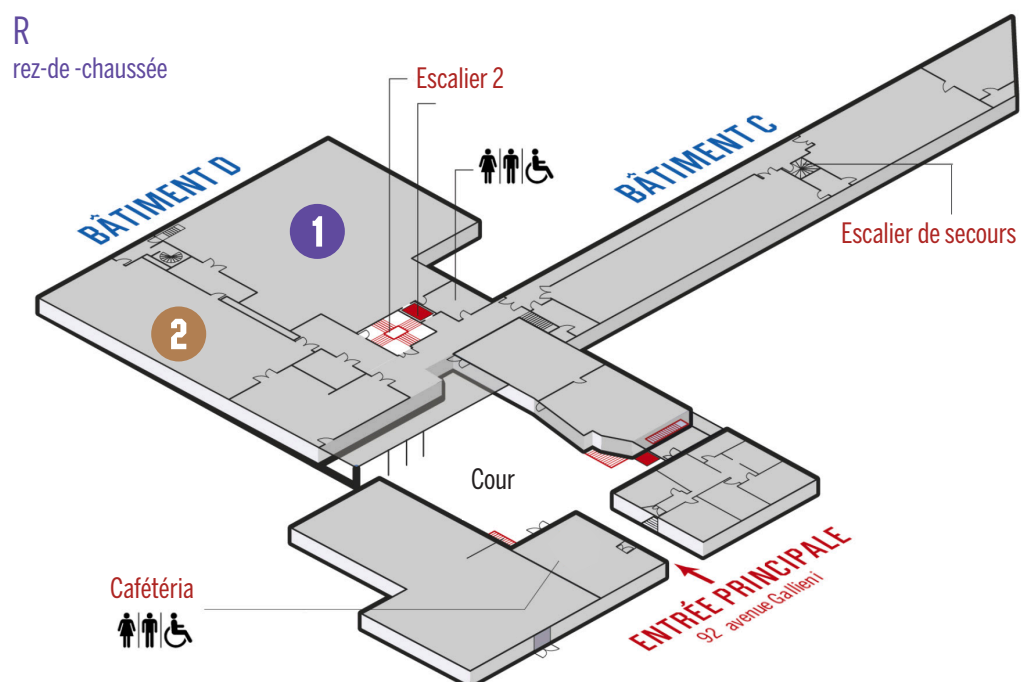 R
rez-de -chaussée
Escalier 2
BÂTIMENT D
BÂTIMENT C
1
Escalier de secours
2
Cour
Cafétéria
ENTRÉE PRINCIPALE
92 avenue Gallieni